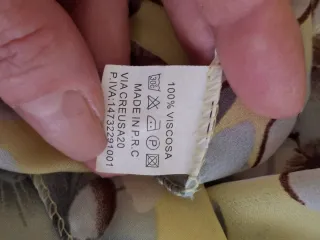 100% VISCOSA
MADE IN P.R.C
VIA CREUSA 20
P.IVA:14732291001